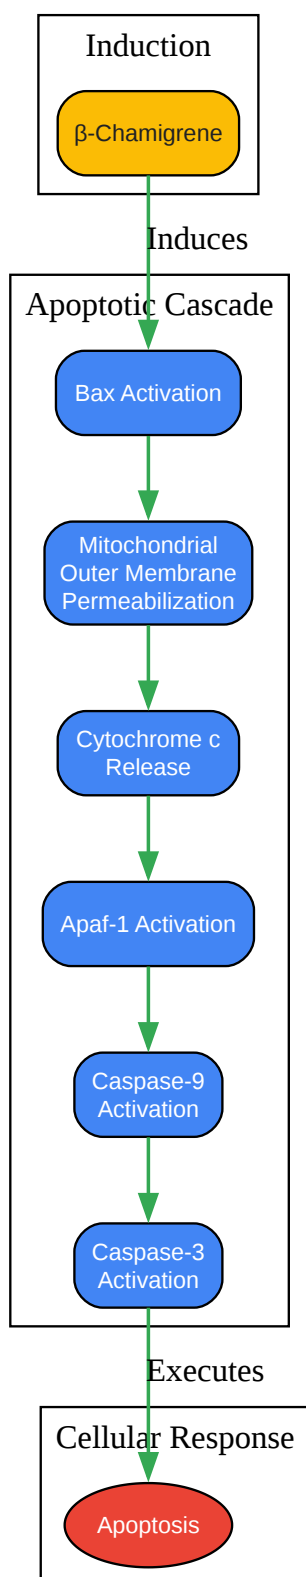 Induction
β-Chamigrene
Induces
Apoptotic Cascade
Bax Activation
Mitochondrial
Outer Membrane
Permeabilization
Cytochrome c
Release
Apaf-1 Activation
Caspase-9
Activation
Caspase-3
Activation
Executes
Cellular Response
Apoptosis